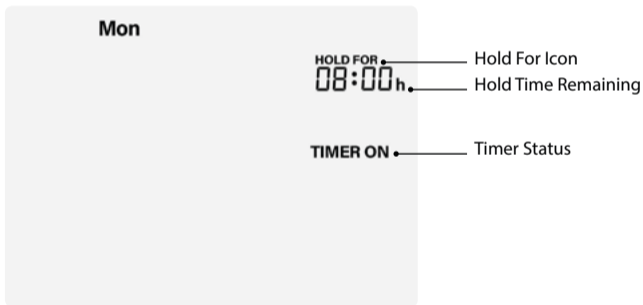 Mon
HOLD FOR
Hold For Icon
08:00h
Hold Time Remaining
TIMER ON
Timer Status